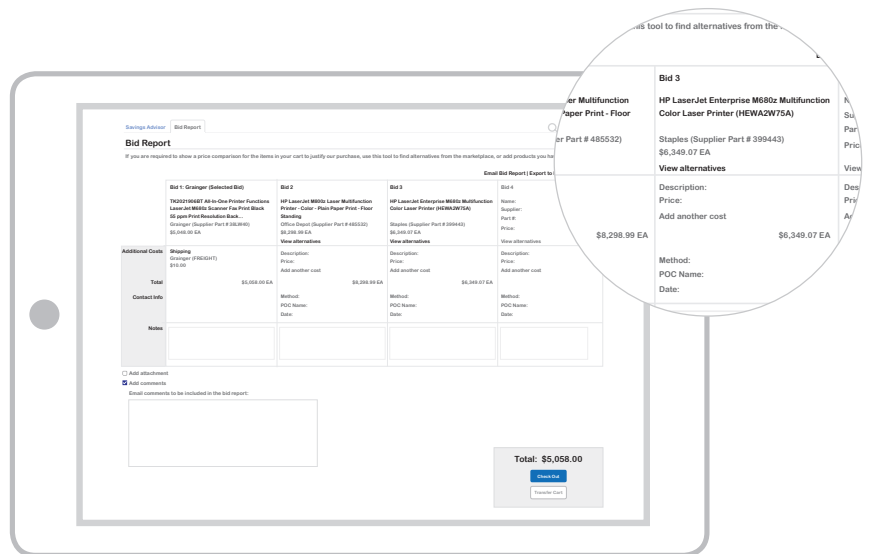 is tool to find alternatives from the
Bid 3
er Multifunction
HP LaserJet Enterprise M680z Multifunction
Paper Print - Floor
Color Laser Printer (HEWA2W75A)
er Part # 485532)
Staples (Supplier Part # 399443)
$6,349.07 EA
View alternatives
Description:
Price:
Add another cost
$8,298.99 EA
$6,349.07 EA
Method:
POC Name:
Date:
Savings Advisor
Bid Report
Bid Report
If you are required to show a price comparison for the items in your cart to justify our purchase, use this tool to find alternatives from the marketplace, or add products you
Email Bid Report | Export to
Bid 1: Grainger (Selected Bid)
All-In-One Printer Functions
LaserJet M680z Scanner Fax Print Black
55 ppm Print Resolution Back...
Grainger (Supplier Part #
EA
Bid 2
HP LaserJet M880z Laser Multifunction
Printer - Color - Plain Paper Print - Floor
Standing
Office Depot (Supplier Part # 485532)
$8,298.99 EA
View alternatives
Bid 3
HP LaserJet Enterprise M680z Multifunction
Color Laser Printer (HEWA2W75A)
Staples (Supplier Part # 399443)
$6,349.07 EA
View alternatives
Bid 4
Name:
Supplier:
Part #:
Price:
View alternatives
Additional Costs
Shipping
Grainger (FREIGHT)
$10.00
Description:
Price:
Add another cost
Description:
Price:
Add another cost
Description:
Price:
Add another cost
Total
$5,058.00 EA
$8,298.99 EA
$6,349.07 EA
Contact Info
Method:
POC Name:
Date:
Method:
POC Name:
Date:
Notes
Add attachment
Add comments
Email comments to be included in the bid report:
Total: $5,058.00
Check Out
Transfer Cart